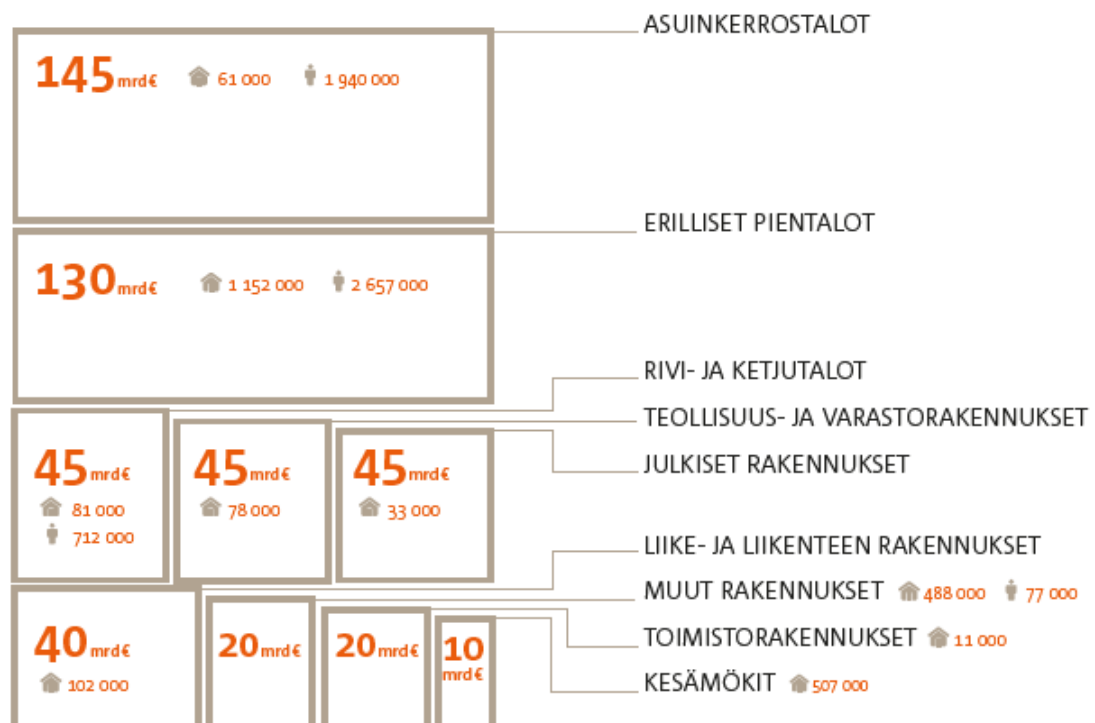 ASUINKERROSTALOT
145 mrd€ 61 000 1 940 000
ERILLISET PIENTALOT
130 mrd€ 1 152 000 2 657 000
RIVI- JA KETJUTALOT
TEOLLISUUS- JA VARASTORAKENNUKSET
JULKISET RAKENNUKSET
45 mrd€ 45 mrd€ 45 mrd€
81 000 78 000 33 000
712 000
LIIKE- JA LIIKENTEEN RAKENNUKSET
MUUT RAKENNUKSET 488 000 77 000
TOIMISTORAKENNUKSET 11 000
KESÄMÖKIT 507 000
40 mrd€ 20 mrd€ 20 mrd€ 10
mrd€
102 000